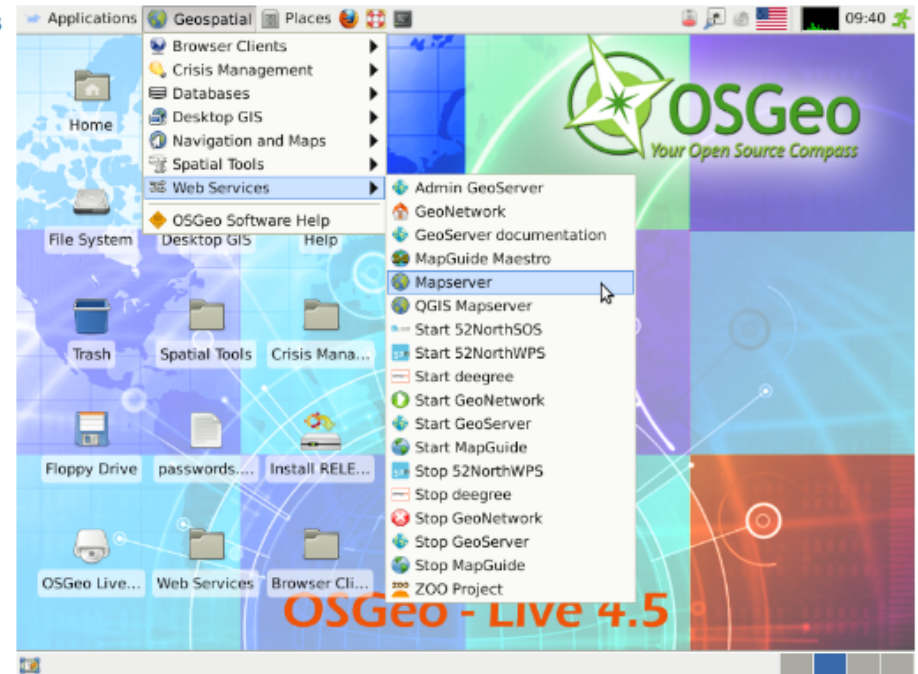 Applications Geospatial Places 09:40
Browser Clients
Crisis Management
Databases
Desktop GIS
Navigation and Maps
Spatial Tools
Web Services
OSGeo Software Help
Admin GeoServer
GeoNetwork
GeoServer documentation
MapGuide Maestro
Mapserver
QGIS Mapserver
Start 52NorthSOS
Start 52NorthWPS
Start deegree
Start GeoNetwork
Start GeoServer
Start MapGuide
Stop 52NorthWPS
Stop deegree
Stop GeoNetwork
Stop GeoServer
Stop MapGuide
ZOO Project
OSGeo
Your Open Source Compass
Home
File System Desktop GIS Help
Trash Spatial Tools Crisis Mana...
Floppy Drive passwords.... Install RELE...
OSGeo Live... Web Services Browser Cli...
OSGeo - Live 4.5